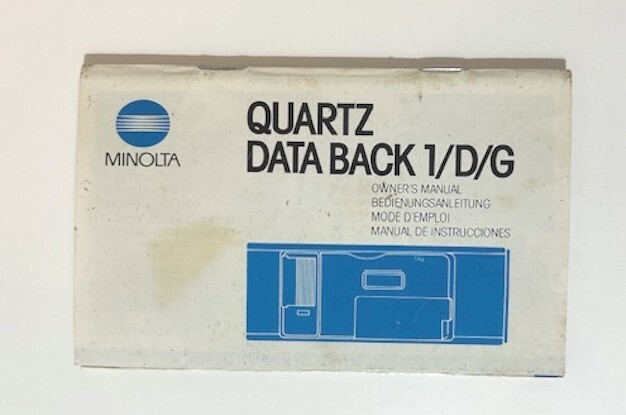 MINOLTA
QUARTZ
DATA BACK 1/D/G
OWNER'S MANUAL
BEDIENUNGSANLEITUNG
MODE D'EMPLOI
MANUAL DE INSTRUCCIONES